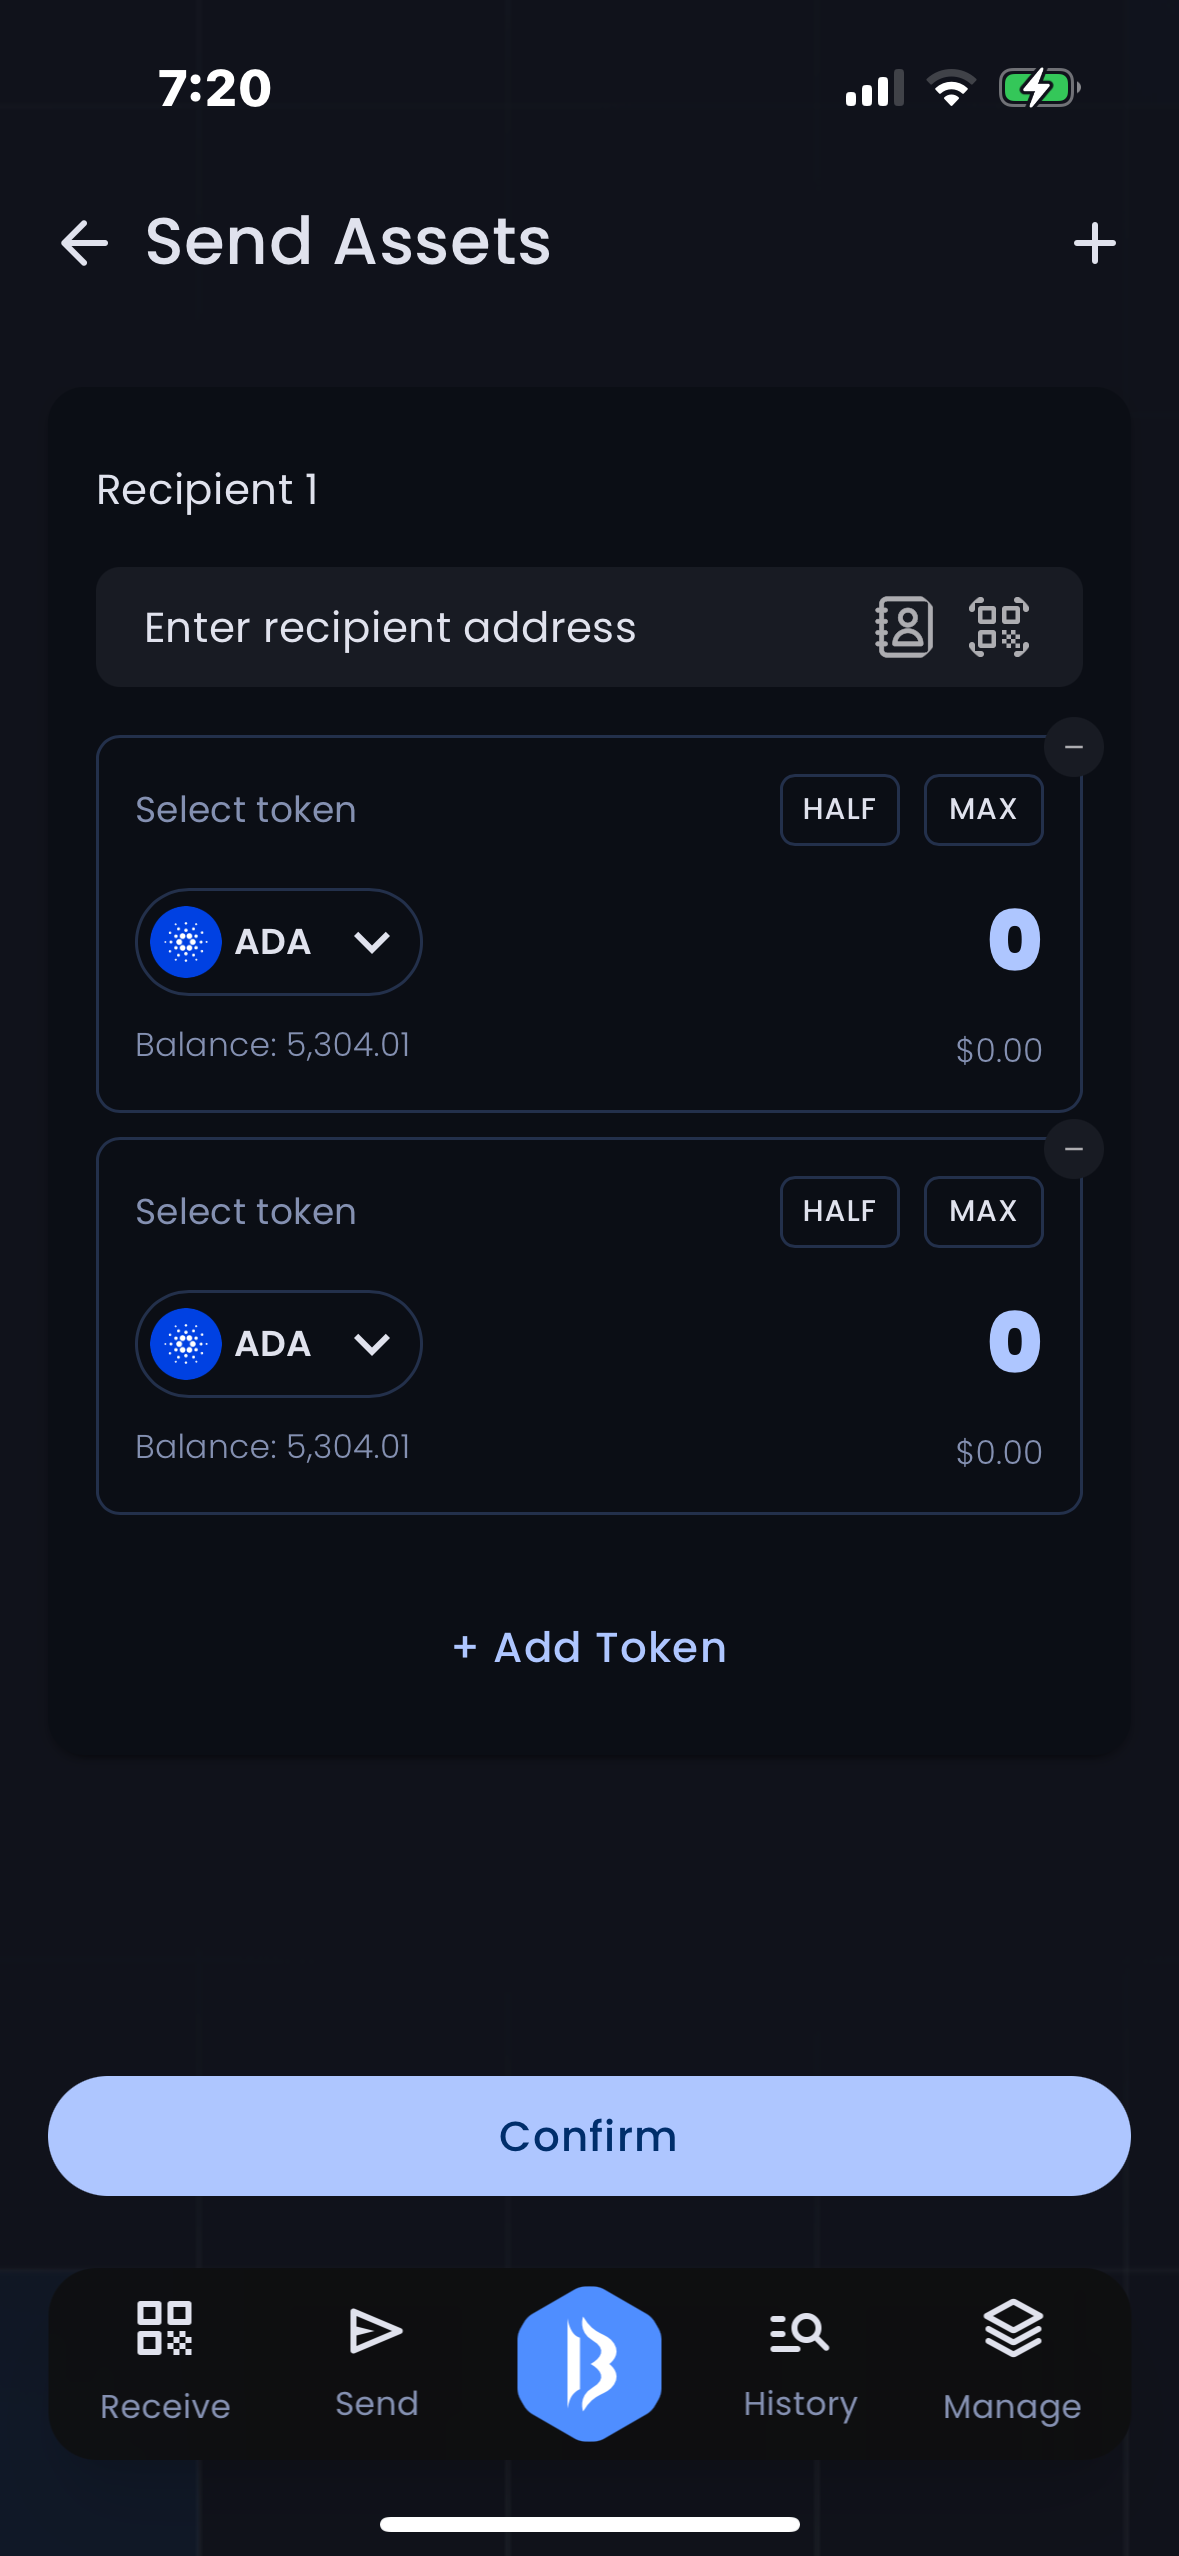 7:20
Send Assets
Recipient 1
Enter recipient address
Select token
HALF
MAX
ADA
0
Balance: 5,304.01
$0.00
Select token
HALF
MAX
ADA
0
Balance: 5,304.01
$0.00
+ Add Token
Confirm
Receive
Send
History
Manage